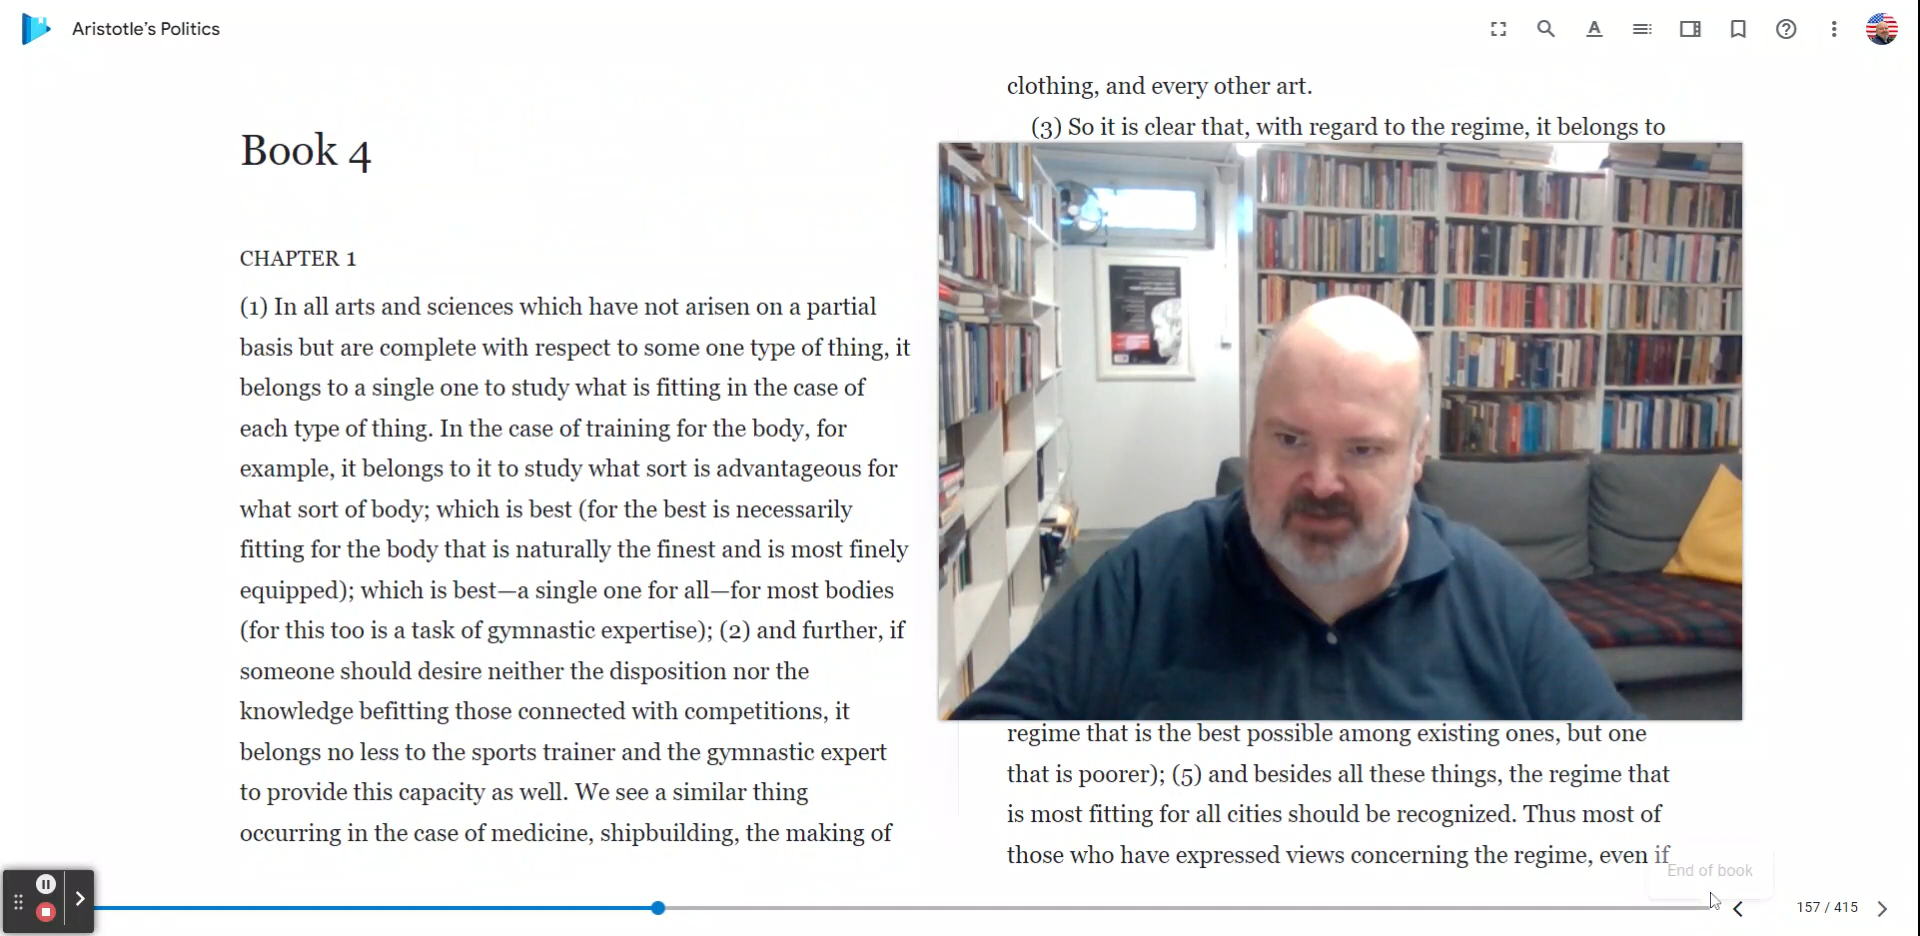 Aristotle's Politics
Book 4
CHAPTER 1
(1) In all arts and sciences which have not arisen on a partial
basis but are complete with respect to some one type of thing, it
belongs to a single one to study what is fitting in the case of
each type of thing. In the case of training for the body, for
example, it belongs to it to study what sort is advantageous for
what sort of body; which is best (for the best is necessarily
fitting for the body that is naturally the finest and is most finely
equipped); which is best—a single one for all—for most bodies
(for this too is a task of gymnastic expertise); (2) and further, if
someone should desire neither the disposition nor the
knowledge befitting those connected with competitions, it
belongs no less to the sports trainer and the gymnastic expert
to provide this capacity as well. We see a similar thing
occurring in the case of medicine, shipbuilding, the making of
clothing, and every other art.
(3) So it is clear that, with regard to the regime, it belongs to
regime that is the best possible among existing ones, but one
that is poorer); (5) and besides all these things, the regime that
is most fitting for all cities should be recognized. Thus most of
those who have expressed views concerning the regime, even if
End of book
157 / 415